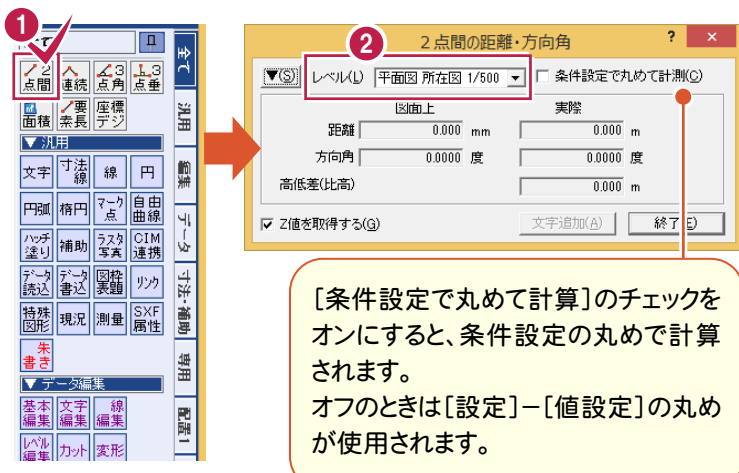 1
全て
2点間
連続
3点角
3点垂
面積
要素長
座標デジ
▼ 汎用
文字
寸法線
線
円
円弧
楕円
マーク点
自由曲線
ハッチ塗り
補助
ラスタ写真
CIM連携
データ読込
データ書込
図枠表題
リンク
特殊図形
現況
測量
SXF属性
朱書き
▼ データ編集
基本編集
文字編集
線編集
レベル編集
カット
変形
全て
汎用
編集
データ
寸法・補助
専用
配置1
2
2点間の距離・方向角 ? ×
▼(S) レベル(L) 平面図 所在図 1/500 条件設定で丸めて計測(C)
図面上 実際
距離 0.000 mm 0.000 m
方向角 0.0000 度 0.0000 度
高低差(比高) 0.000 m
Z値を取得する(G) 文字追加(A) 終了(E)
[条件設定で丸めて計算]のチェックを
オンにすると、条件設定の丸めで計算
されます。
オフのときは[設定]-[値設定]の丸め
が使用されます。